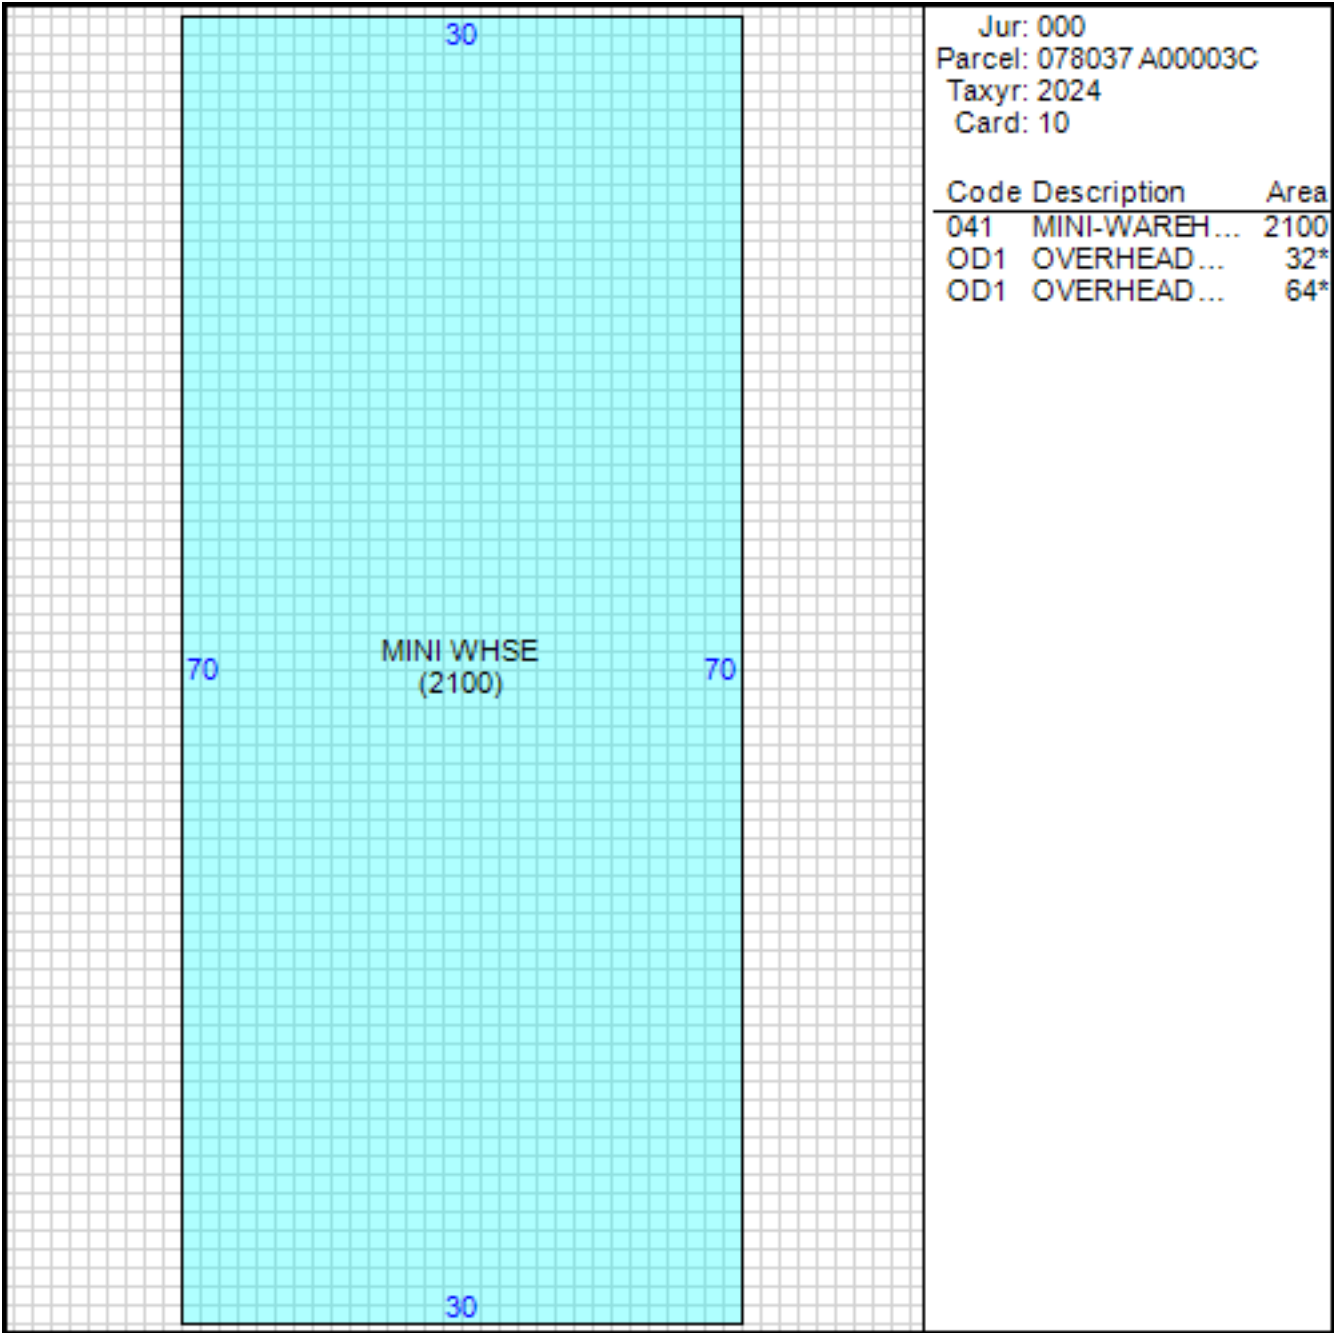 30
70
MINI WHSE
(2100)
70
30
Jur: 000
Parcel: 078037 A00003C
Taxyr: 2024
Card: 10
Code Description Area
041 MINI-WAREH... 2100
OD1 OVERHEAD... 32*
OD1 OVERHEAD... 64*